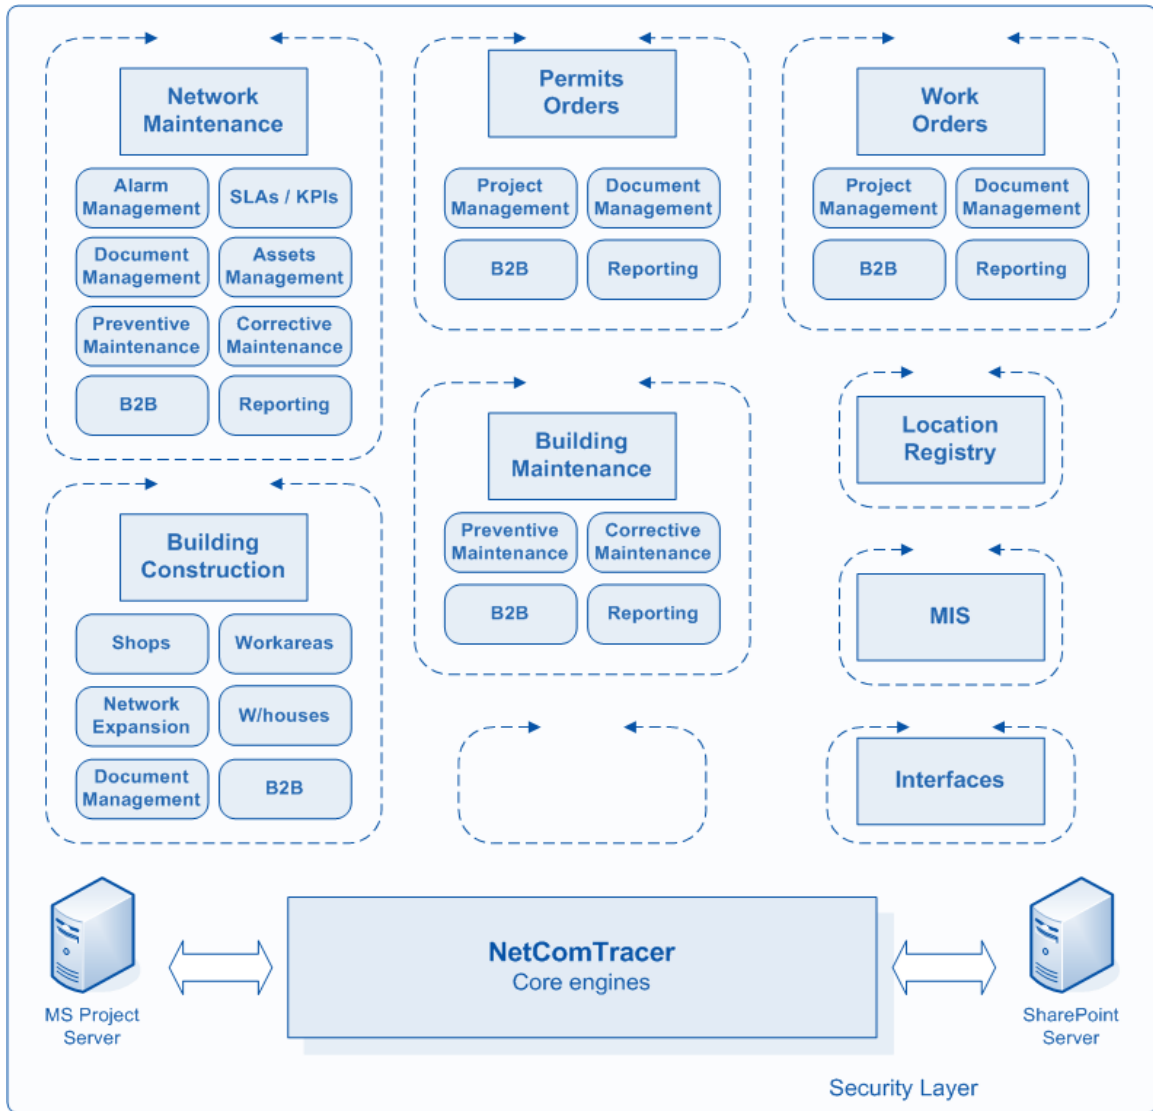 Network
Maintenance
Alarm
Management
SLAs / KPIs
Document
Management
Assets
Management
Preventive
Maintenance
Corrective
Maintenance
B2B
Reporting
Permits
Orders
Project
Management
Document
Management
B2B
Reporting
Work
Orders
Project
Management
Document
Management
B2B
Reporting
Building
Construction
Shops
Workareas
Network
Expansion
W/houses
Document
Management
B2B
Building
Maintenance
Preventive
Maintenance
Corrective
Maintenance
B2B
Reporting
Location
Registry
MIS
Interfaces
MS Project
Server
NetComTracer
Core engines
SharePoint
Server
Security Layer